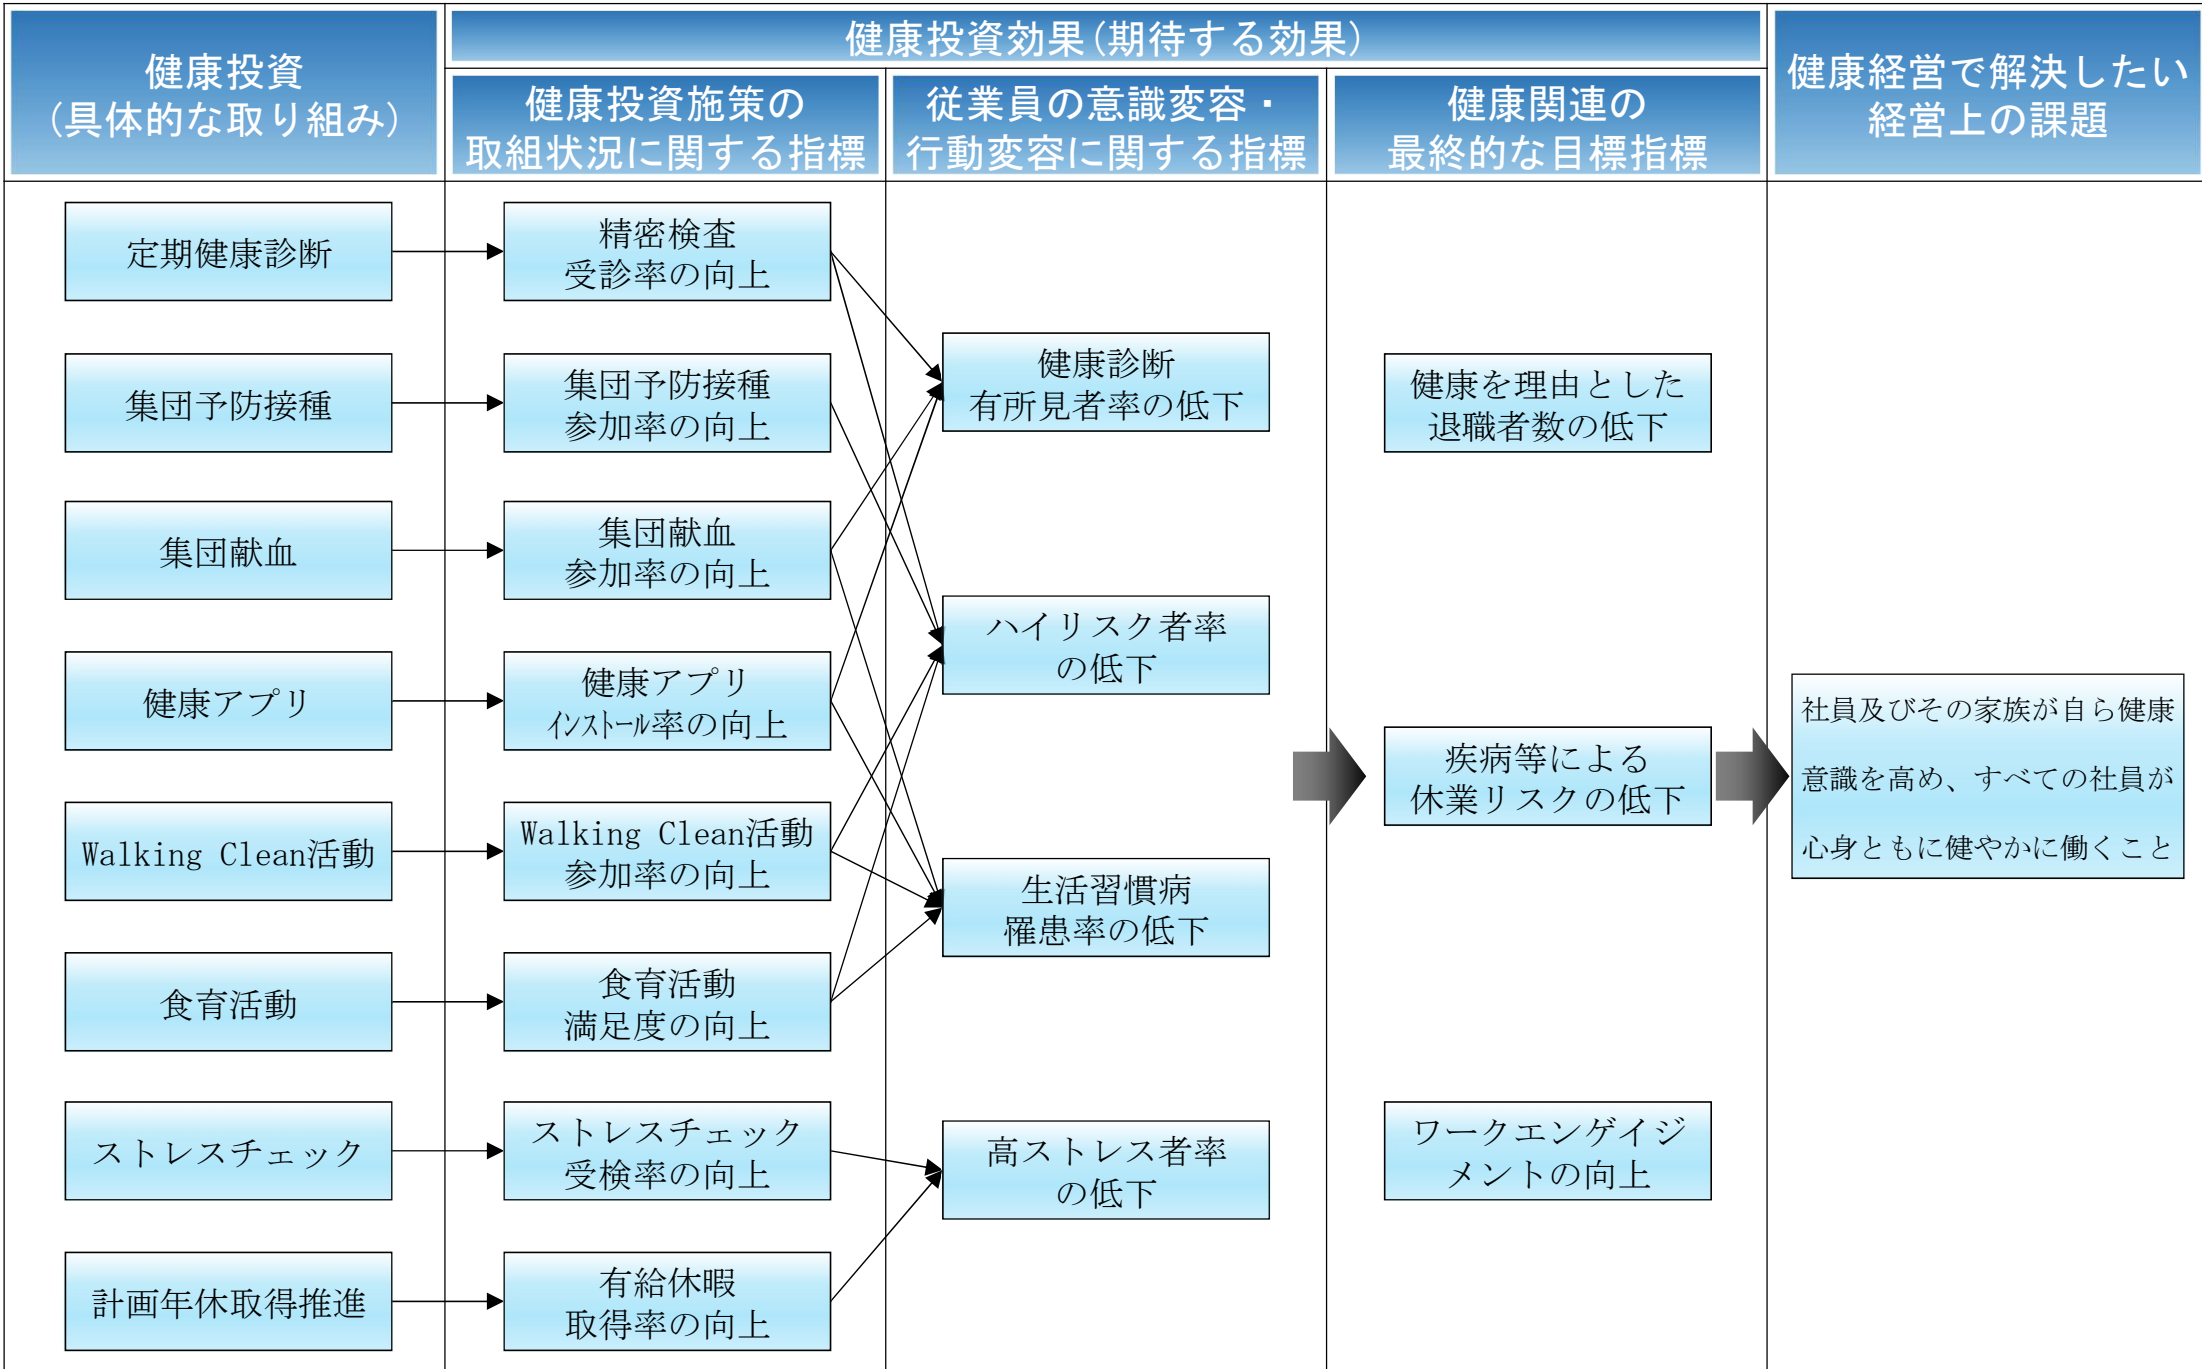 健康投資
(具体的な取り組み)
健康投資効果(期待する効果)
健康投資施策の
取組状況に関する指標
従業員の意識変容・
行動変容に関する指標
健康関連の
最終的な目標指標
健康経営で解決したい
経営上の課題
定期健康診断
集団予防接種
集団献血
健康アプリ
Walking Clean活動
食育活動
ストレスチェック
計画年休取得推進
精密検査
受診率の向上
集団予防接種
参加率の向上
集団献血
参加率の向上
健康アプリ
インストール率の向上
Walking Clean活動
参加率の向上
食育活動
満足度の向上
ストレスチェック
受検率の向上
有給休暇
取得率の向上
健康診断
有所見者率の低下
ハイリスク者率
の低下
生活習慣病
罹患率の低下
高ストレス者率
の低下
健康を理由とした
退職者数の低下
疾病等による
休業リスクの低下
ワークエンゲイジ
メントの向上
社員及びその家族が自ら健康
意識を高め、すべての社員が
心身ともに健やかに働くこと